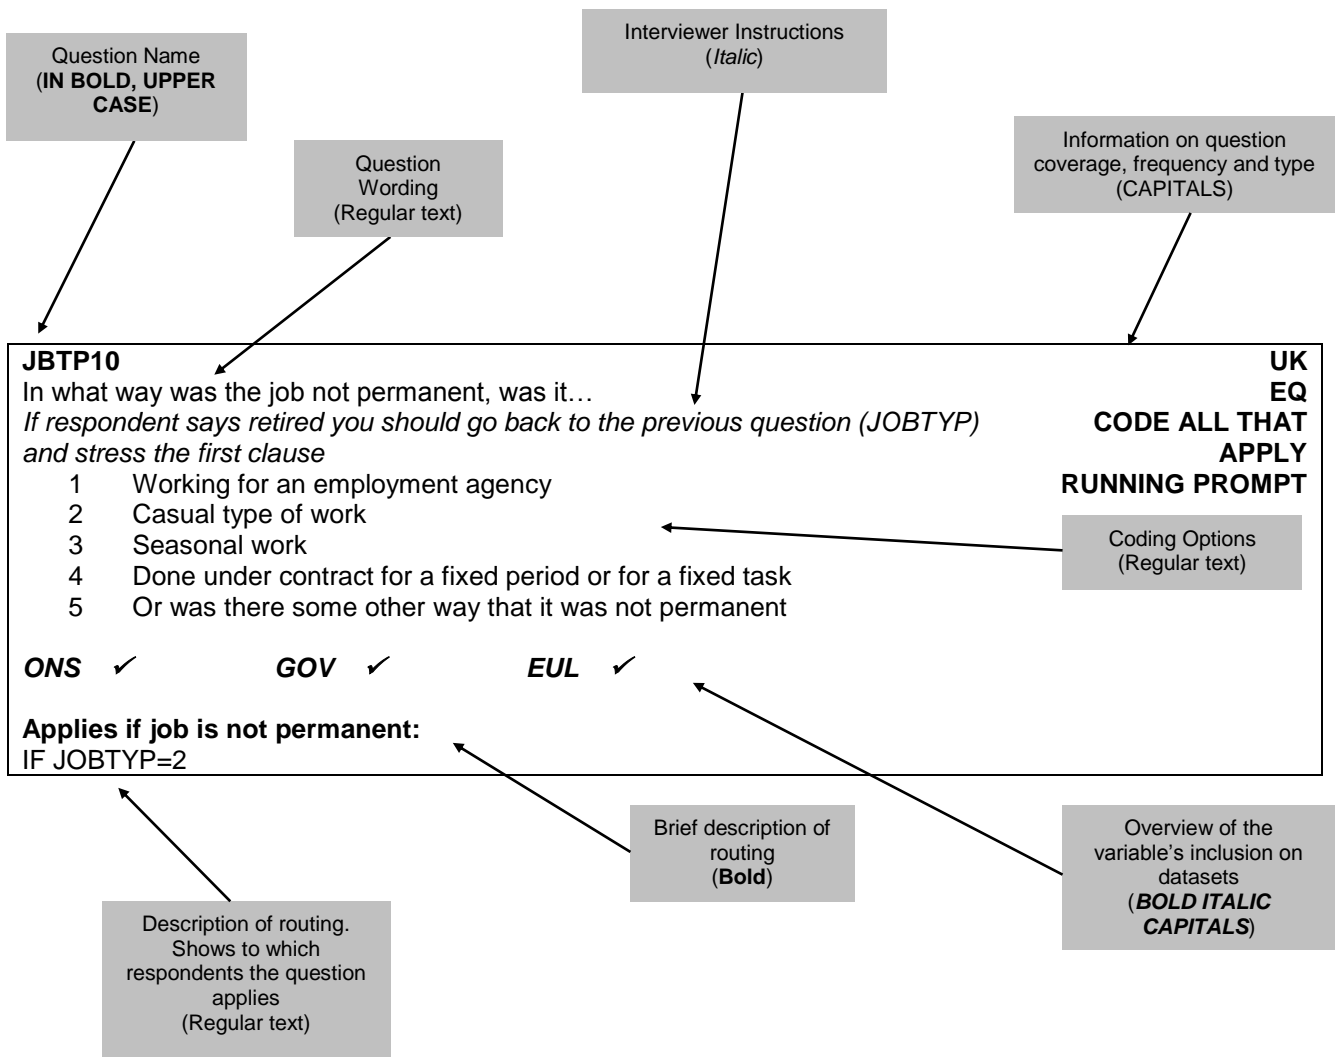 Question Name
(IN BOLD, UPPER
CASE)
Interviewer Instructions
(Italic)
Question
Wording
(Regular text)
Information on question
coverage, frequency and type
(CAPITALS)
JBTP10
UK
In what way was the job not permanent, was it…
EQ
If respondent says retired you should go back to the previous question (JOBTYP)
CODE ALL THAT
and stress the first clause
APPLY
1 Working for an employment agency
RUNNING PROMPT
2 Casual type of work
3 Seasonal work
4 Done under contract for a fixed period or for a fixed task
5 Or was there some other way that it was not permanent
Coding Options
(Regular text)
ONS ✓ GOV ✓ EUL ✓
Applies if job is not permanent:
IF JOBTYP=2
Brief description of
routing
(Bold)
Overview of the
variable's inclusion on
datasets
(BOLD ITALIC
CAPITALS)
Description of routing.
Shows to which
respondents the question
applies
(Regular text)